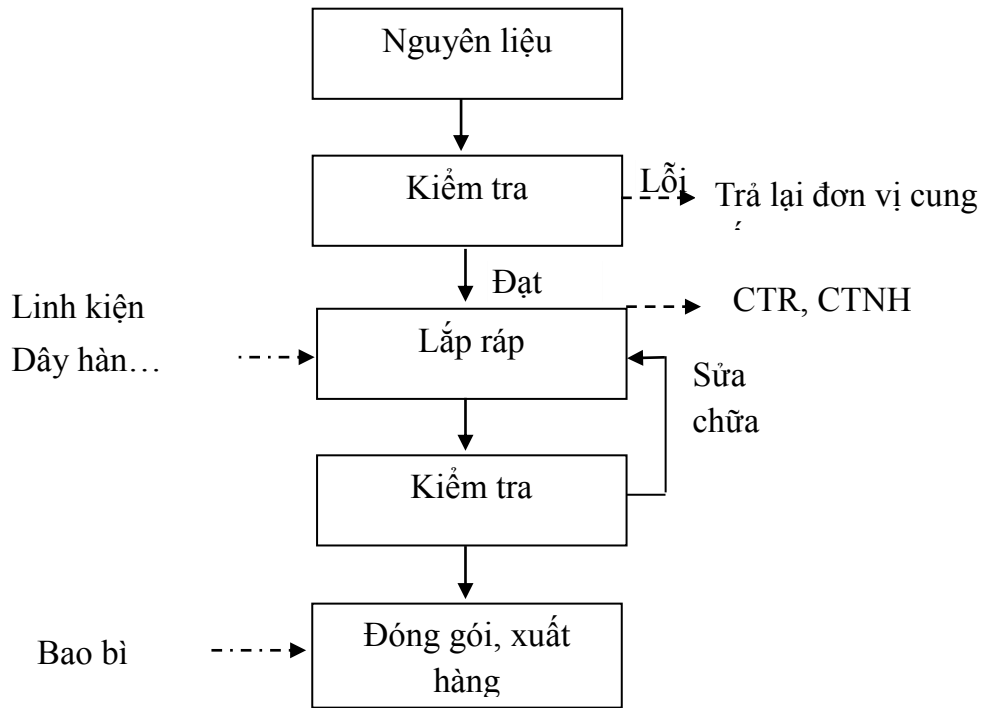 Nguyên liệu
Kiểm tra
Lỗi
Trả lại đơn vị cung
Đạt
Linh kiện
Dây hàn…
CTR, CTNH
Lắp ráp
Sửa
chữa
Kiểm tra
Bao bì
Đóng gói, xuất
hàng